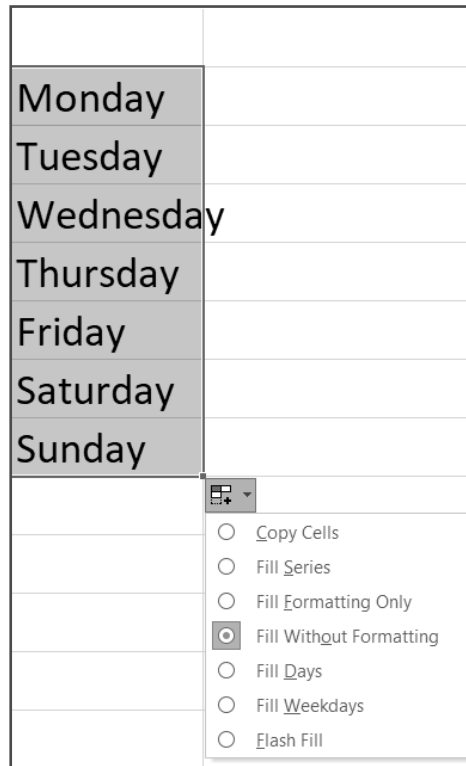 Monday
Tuesday
Wednesday
Thursday
Friday
Saturday
Sunday
Copy Cells
Fill Series
Fill Formatting Only
Fill Without Formatting
Fill Days
Fill Weekdays
Flash Fill